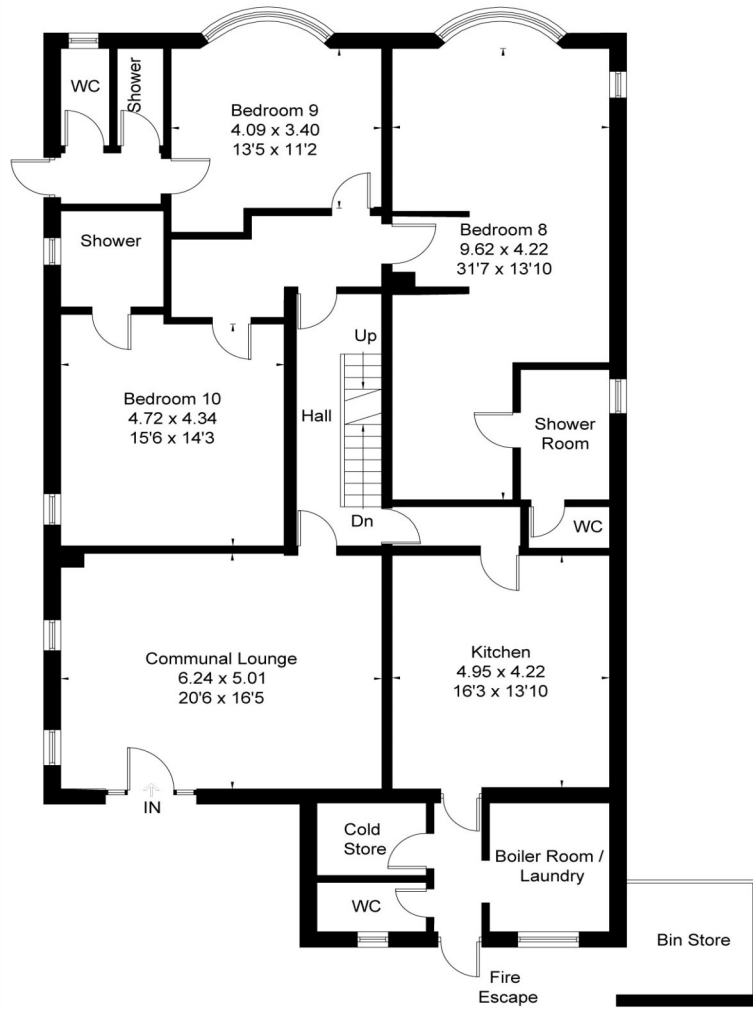 WC
Shower
Bedroom 9
4.09 x 3.40
13'5 x 11'2
Shower
Bedroom 8
9.62 x 4.22
31'7 x 13'10
Up
Bedroom 10
4.72 x 4.34
15'6 x 14'3
Hall
Shower
Room
Dn
WC
Communal Lounge
6.24 x 5.01
20'6 x 16'5
Kitchen
4.95 x 4.22
16'3 x 13'10
IN
Cold
Store
Boiler Room /
Laundry
WC
Bin Store
Fire
Escape